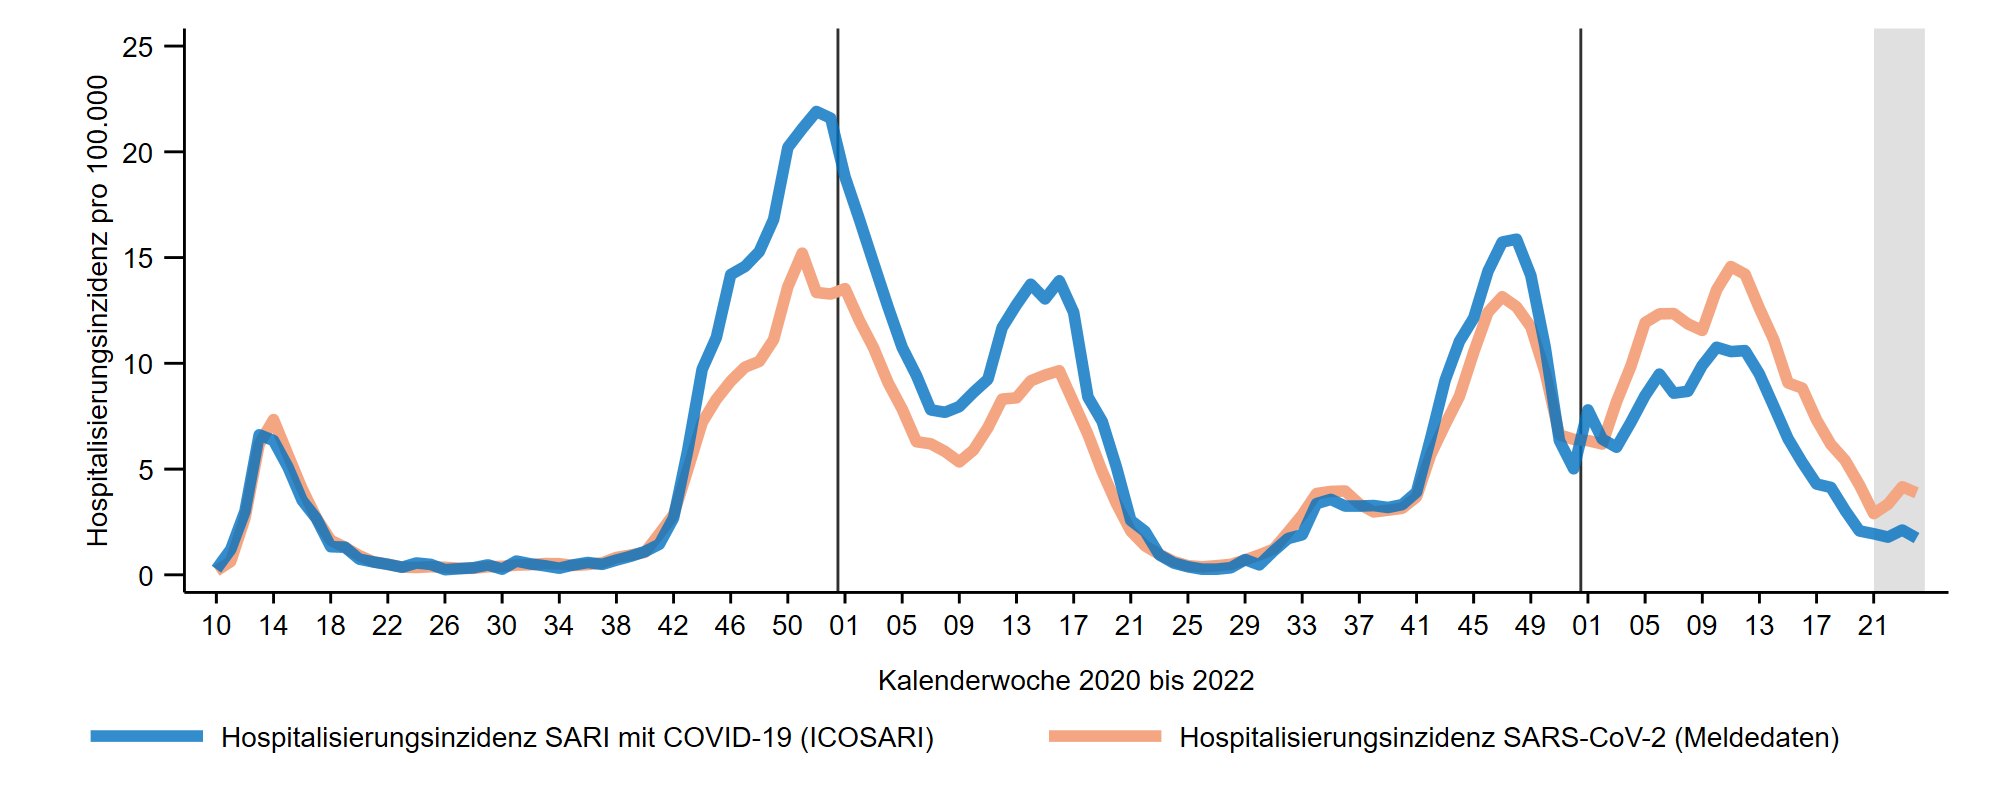 Hospitalisierungsinzidenz pro 100.000
25
20
15
10
5
0
10 14 18 22 26 30 34 38 42 46 50 01 05 09 13 17 21 25 29 33 37 41 45 49 01 05 09 13 17 21
Kalenderwoche 2020 bis 2022
Hospitalisierungsinzidenz SARI mit COVID-19 (ICOSARI) Hospitalisierungsinzidenz SARS-CoV-2 (Meldedaten)